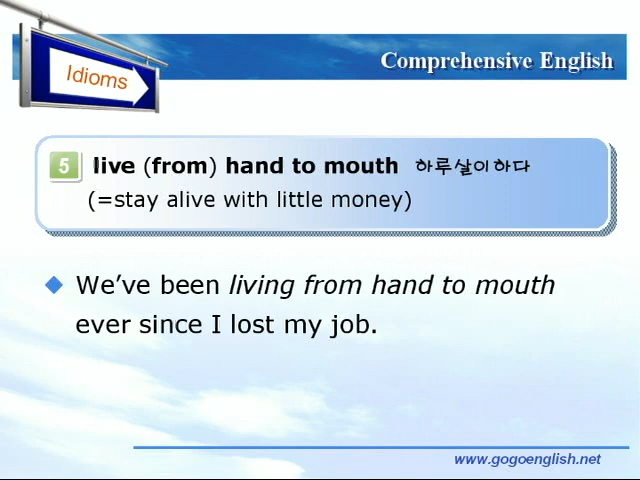 Idioms
Comprehensive English
5 live (from) hand to mouth 하루살이하다
(=stay alive with little money)
We've been living from hand to mouth
ever since I lost my job.
www.gogoenglish.net